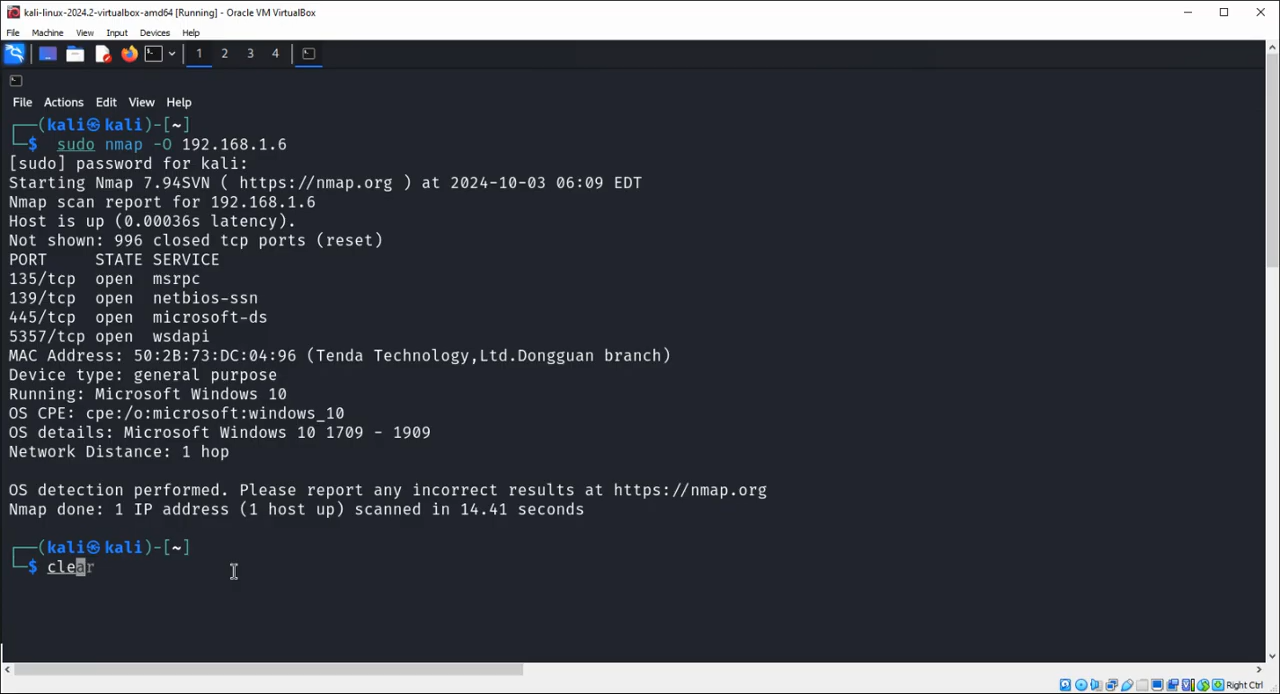 kali-linux-2024.2-virtualbox-amd64 [Running] - Oracle VM VirtualBox
File Machine View Input Devices Help
1 2 3 4
File Actions Edit View Help
┌──(kali㉿kali)-[~]
└─$ sudo nmap -O 192.168.1.6
[sudo] password for kali:
Starting Nmap 7.94SVN ( https://nmap.org ) at 2024-10-03 06:09 EDT
Nmap scan report for 192.168.1.6
Host is up (0.00036s latency).
Not shown: 996 closed tcp ports (reset)
PORT     STATE SERVICE
135/tcp  open  msrpc
139/tcp  open  netbios-ssn
445/tcp  open  microsoft-ds
5357/tcp open  wsdapi
MAC Address: 50:2B:73:DC:04:96 (Tenda Technology,Ltd.Dongguan branch)
Device type: general purpose
Running: Microsoft Windows 10
OS CPE: cpe:/o:microsoft:windows_10
OS details: Microsoft Windows 10 1709 - 1909
Network Distance: 1 hop
OS detection performed. Please report any incorrect results at https://nmap.org
Nmap done: 1 IP address (1 host up) scanned in 14.41 seconds
┌──(kali㉿kali)-[~]
└─$ clear
Right Ctrl